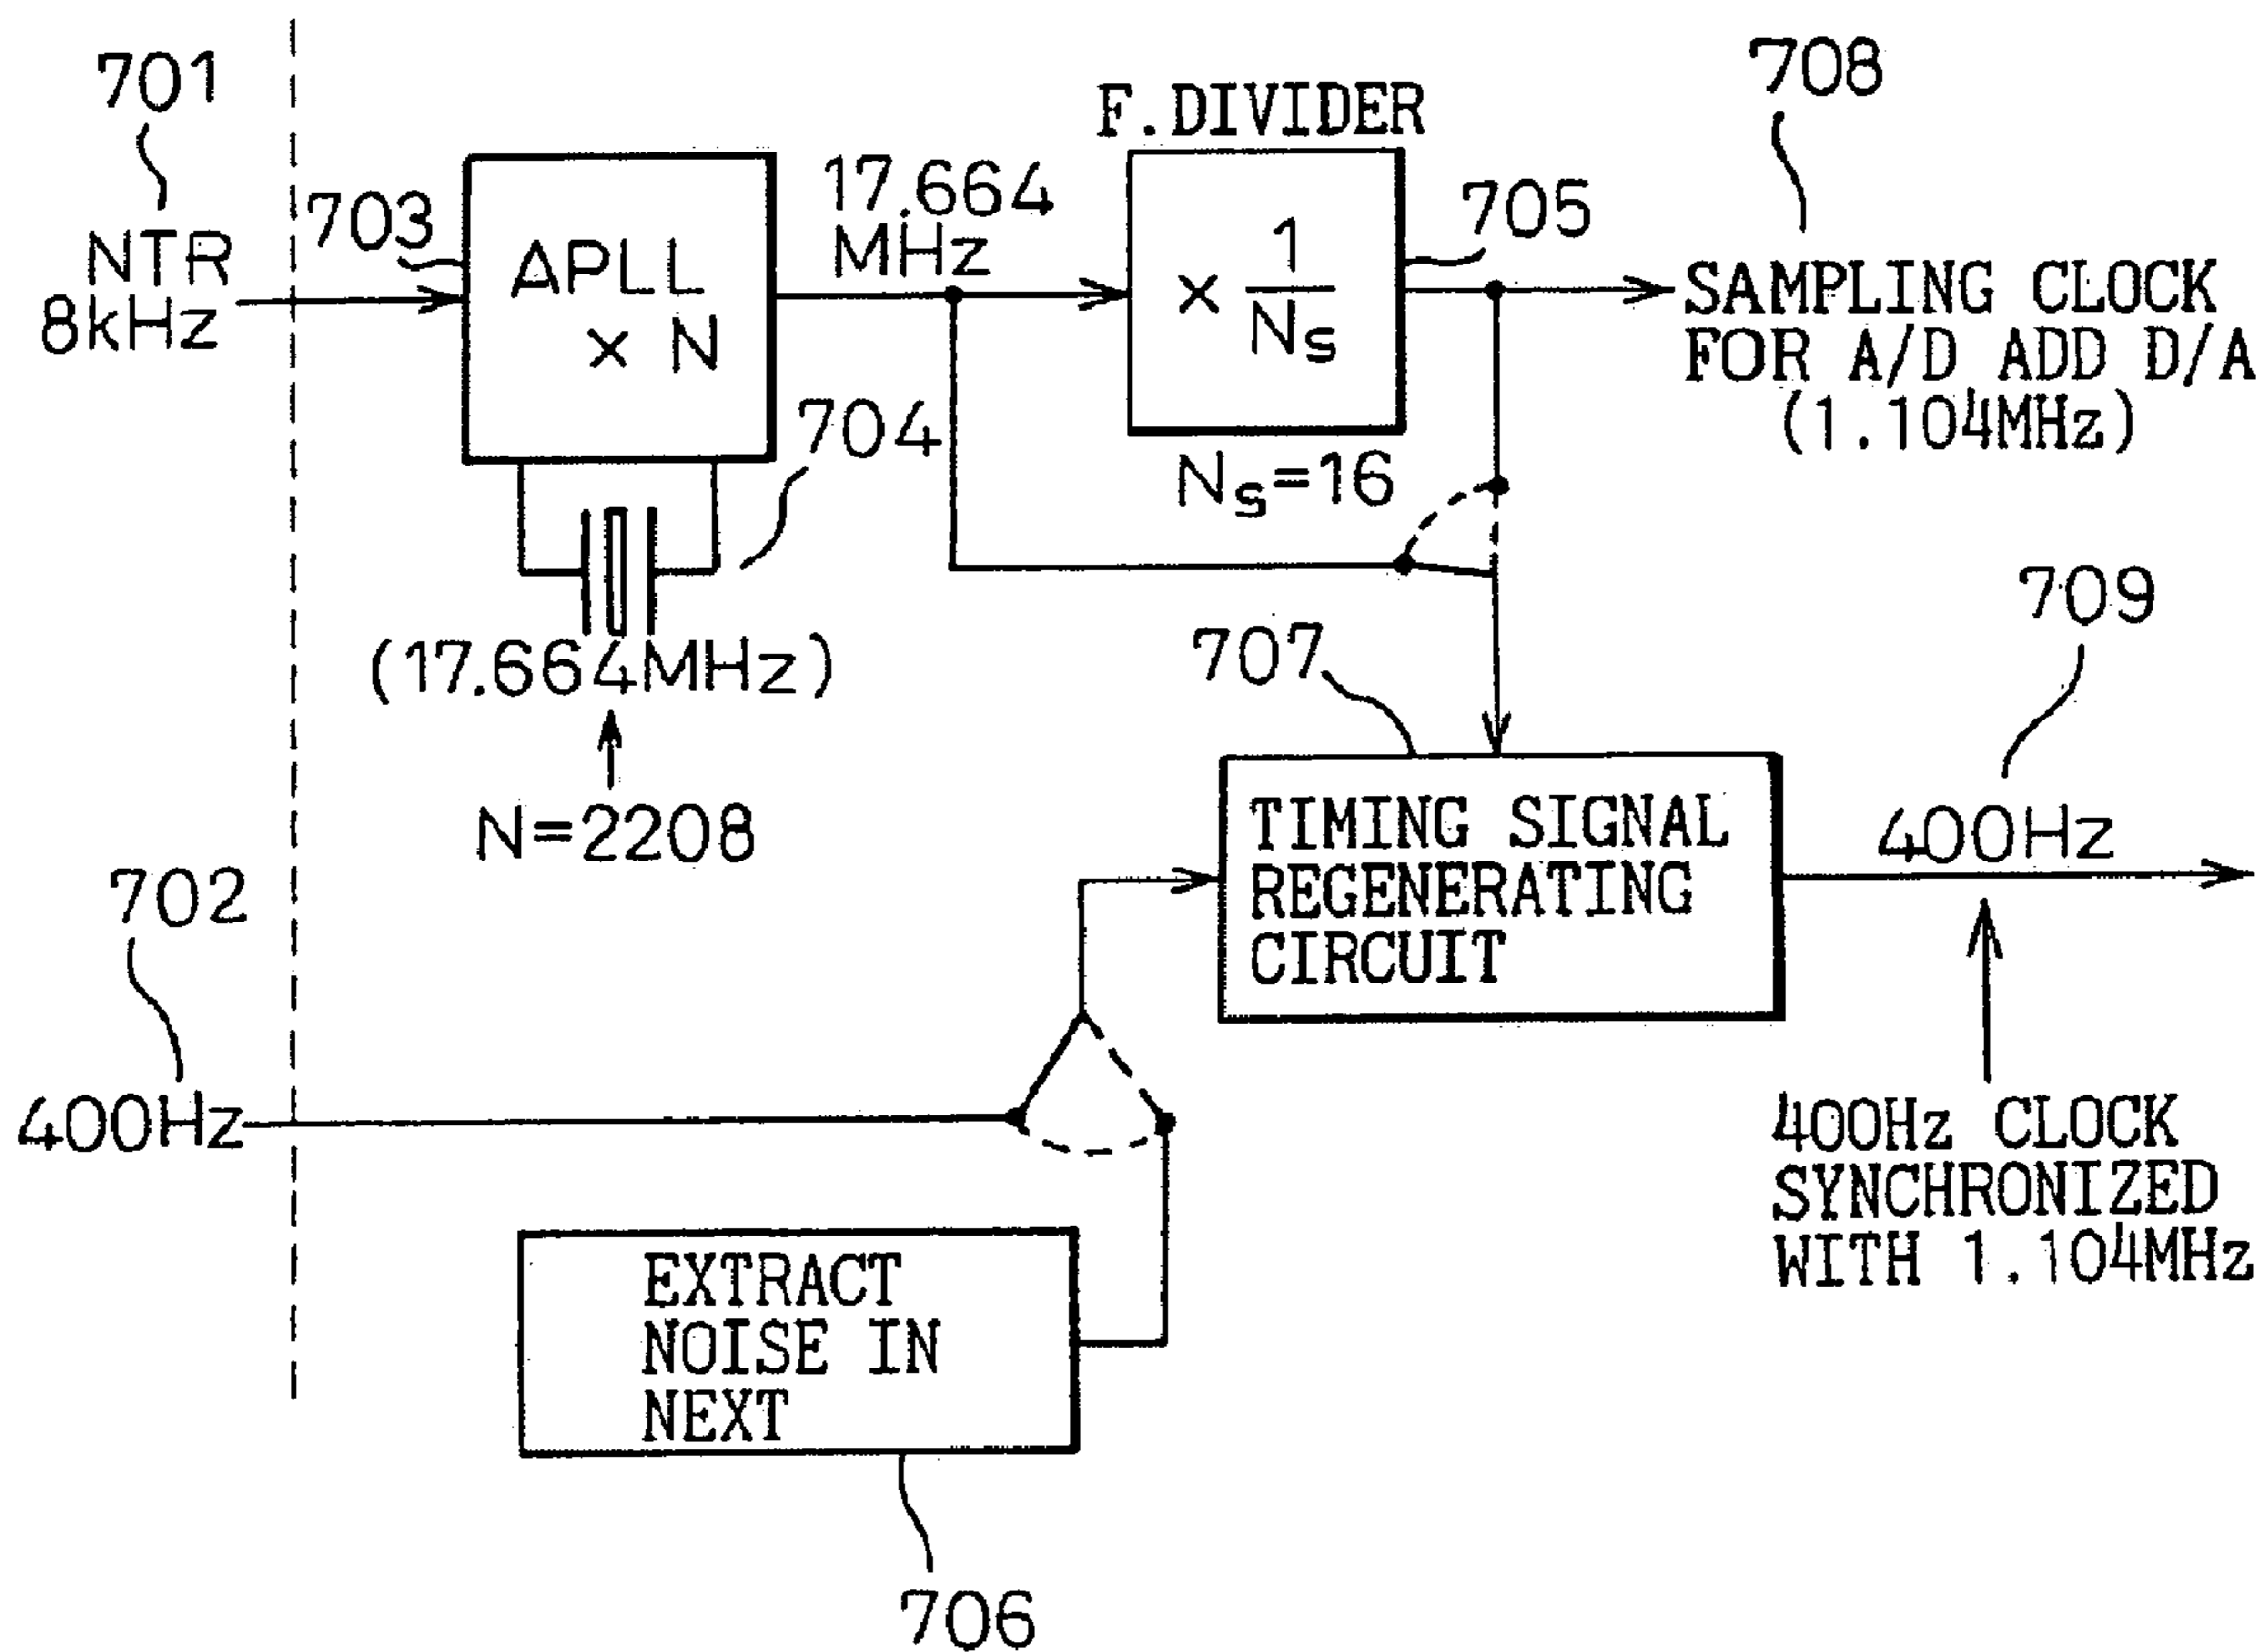 701
NTR
8kHz
703
APLL
× N
17.664
MHz
F.DIVIDER
× 1
Ns
705
708
SAMPLING CLOCK
FOR A/D ADD D/A
(1.104MHz)
Ns=16
704
(17.664MHz)
N=2208
707
TIMING SIGNAL
REGENERATING
CIRCUIT
709
400Hz
702
400Hz
400Hz CLOCK
SYNCHRONIZED
WITH 1.104MHz
EXTRACT
NOISE IN
NEXT
706